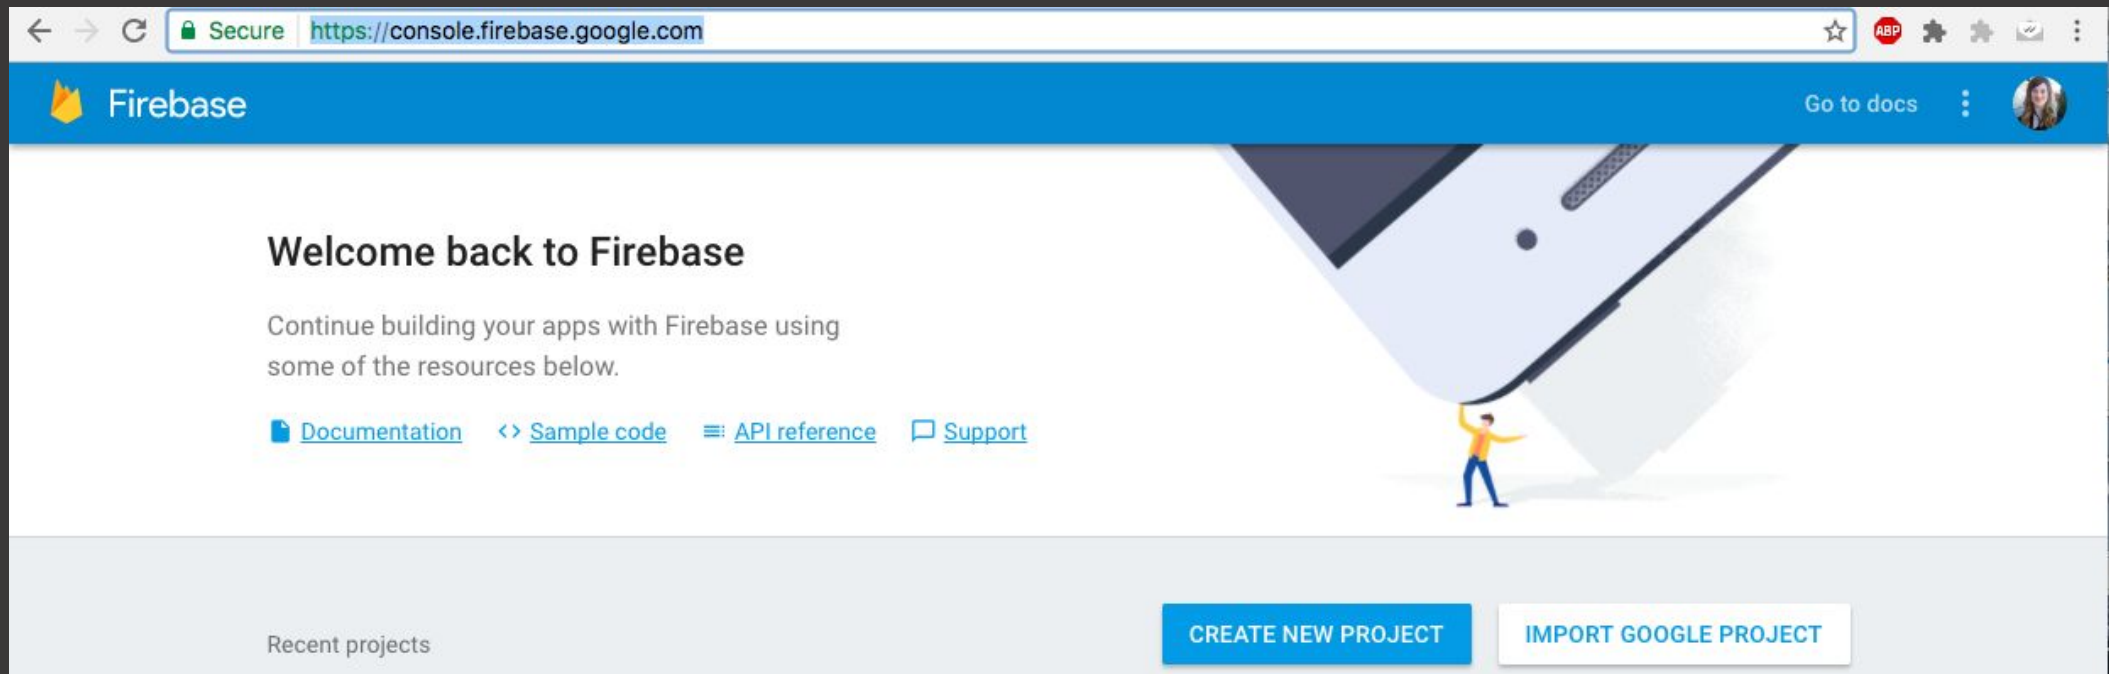 Secure https://console.firebase.google.com
ABP
Firebase
Go to docs
Welcome back to Firebase
Continue building your apps with Firebase using
some of the resources below.
Documentation <> Sample code API reference Support
Recent projects
CREATE NEW PROJECT
IMPORT GOOGLE PROJECT